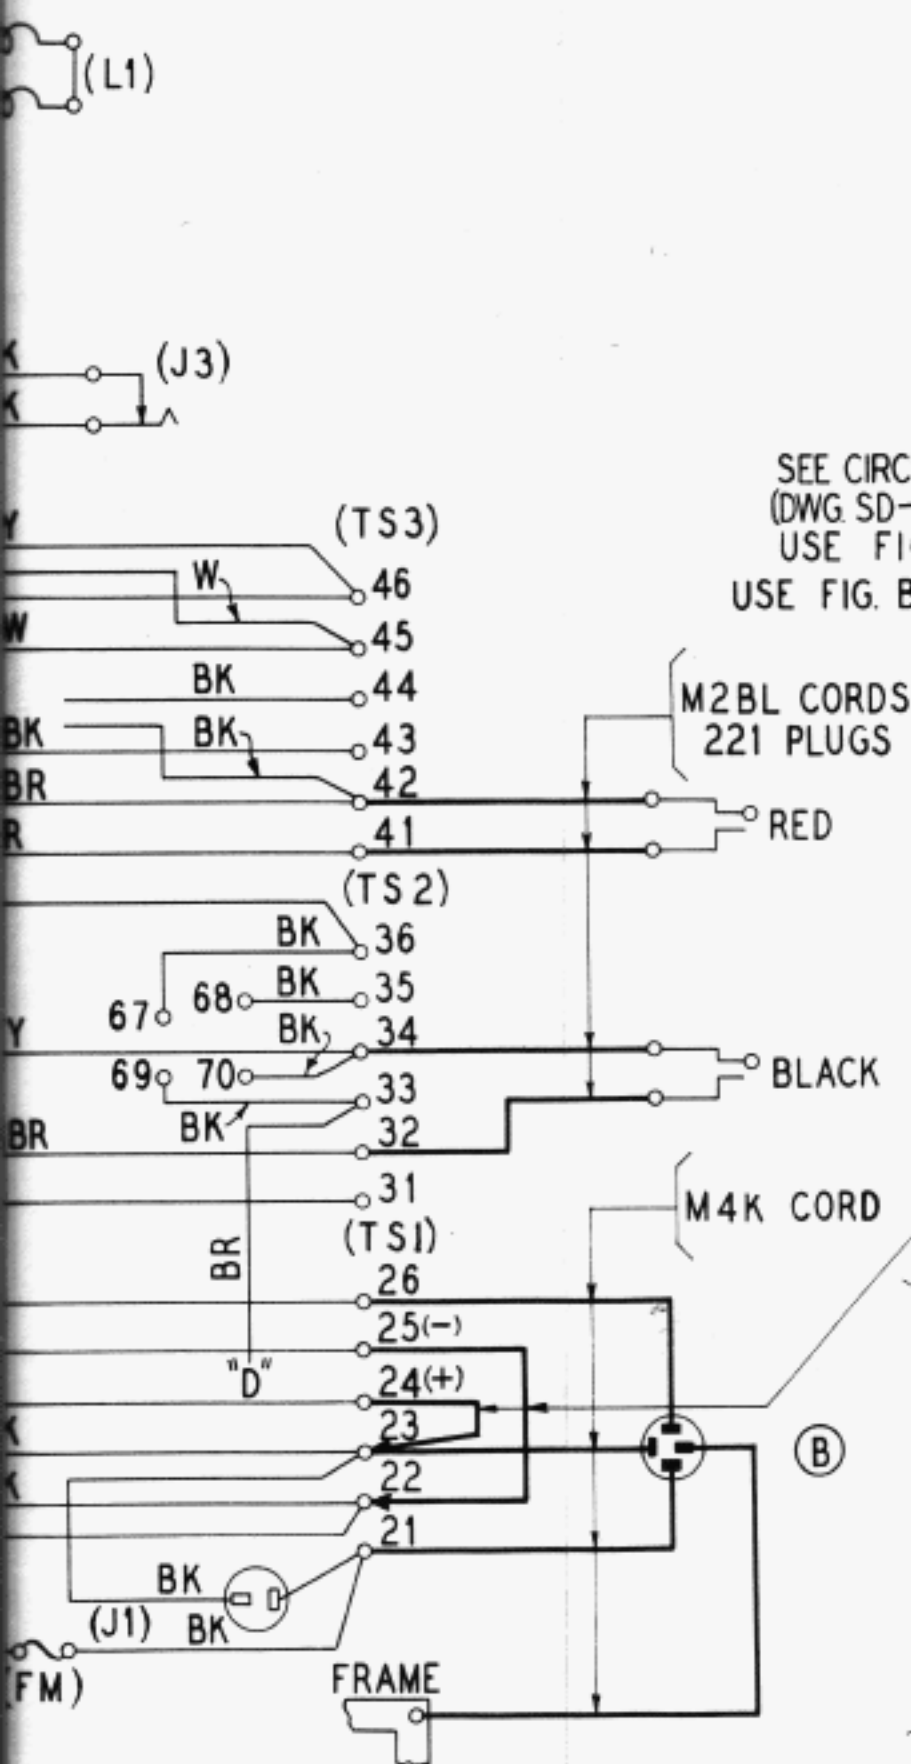 (L1)
(J3)
K
K
SEE CIRC
(DWG. SD-
USE FIG
USE FIG. B
(TS3)
Y
W
46
W
45
BK
44
M2BL CORDS
221 PLUGS
BK
BK
43
BR
42
R
41
RED
(TS2)
BK
36
67
68
BK
35
Y
BK
34
69
70
33
BLACK
BK
BR
32
31
M4K CORD
(TS1)
BR
26
25(-)
"D"
24(+)
K
23
B
K
22
21
BK
(J1)
BK
(FM)
FRAME